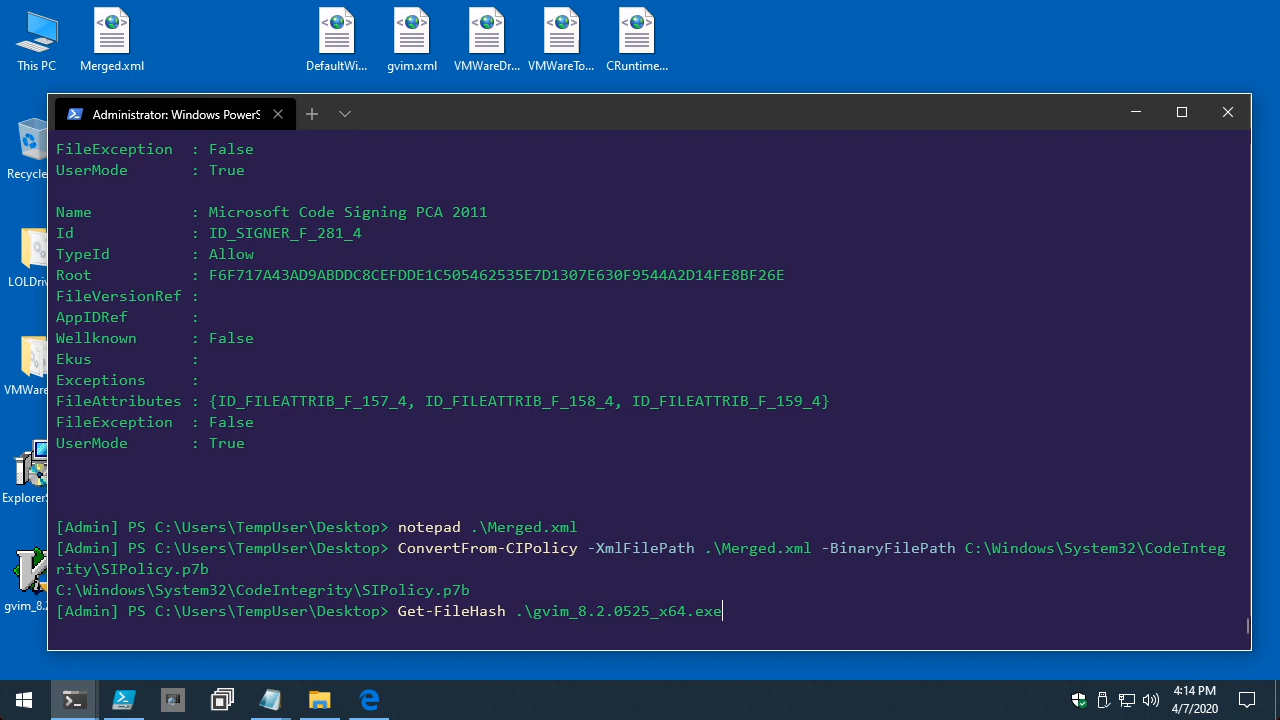 This PC
Merged.xml
DefaultWi...
gvim.xml
VMWareDr...
VMWareTo...
CRuntime...
Recycle
LOLDriv
VMWare
ExplorerS
gvim_8.2
Administrator: Windows PowerS
FileException : False
UserMode : True
Name : Microsoft Code Signing PCA 2011
Id : ID_SIGNER_F_281_4
TypeId : Allow
Root : F6F717A43AD9ABDDC8CEFDDE1C505462535E7D1307E630F9544A2D14FE8BF26E
FileVersionRef :
AppIDRef :
Wellknown : False
Ekus :
Exceptions :
FileAttributes : {ID_FILEATTRIB_F_157_4, ID_FILEATTRIB_F_158_4, ID_FILEATTRIB_F_159_4}
FileException : False
UserMode : True
[Admin] PS C:\Users\TempUser\Desktop> notepad .\Merged.xml
[Admin] PS C:\Users\TempUser\Desktop> ConvertFrom-CIPolicy -XmlFilePath .\Merged.xml -BinaryFilePath C:\Windows\System32\CodeInteg
rity\SIPolicy.p7b
C:\Windows\System32\CodeIntegrity\SIPolicy.p7b
[Admin] PS C:\Users\TempUser\Desktop> Get-FileHash .\gvim_8.2.0525_x64.exe
4:14 PM
4/7/2020